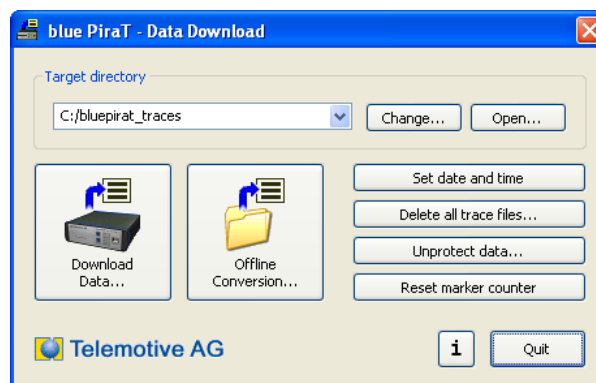 blue PiraT - Data Download
Target directory
C:/bluepirat_traces
Change...
Open...
Download
Data...
Offline
Conversion...
Set date and time
Delete all trace files...
Unprotect data...
Reset marker counter
Telemotive AG
i
Quit